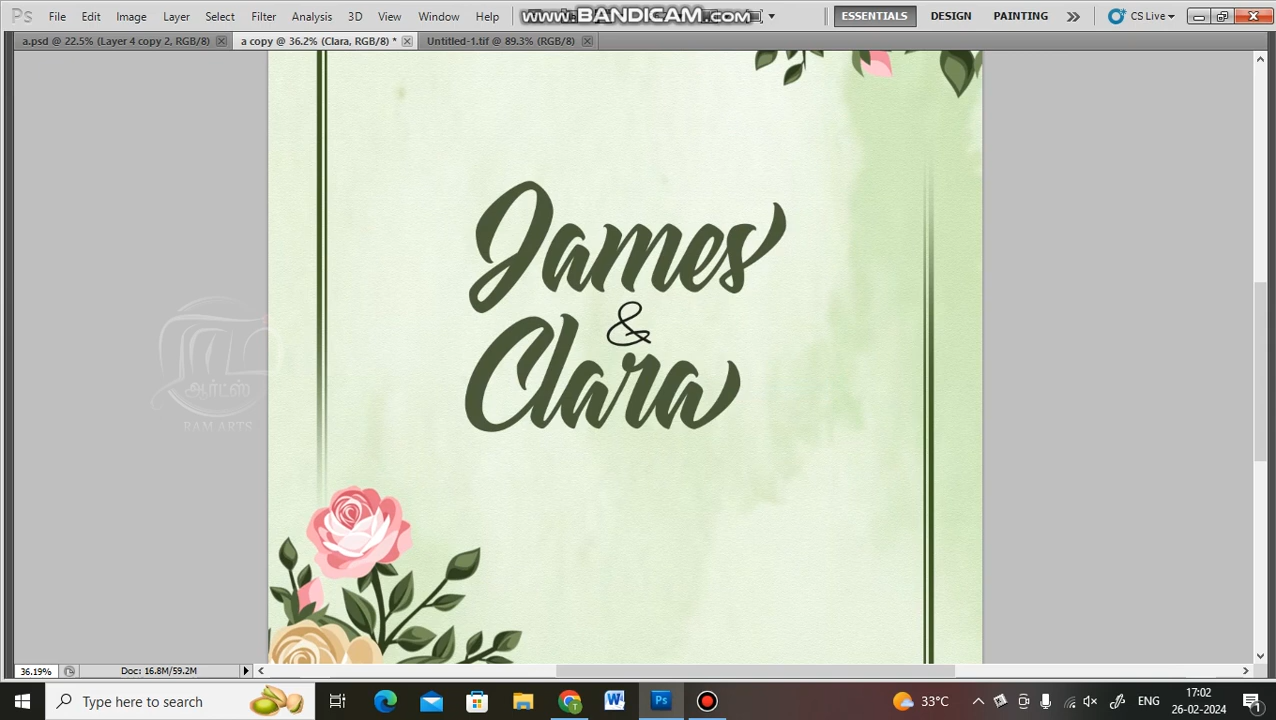 Ps File Edit Image Layer Select Filter Analysis 3D View Window Help www.BANDICAM.com ESSENTIALS DESIGN PAINTING >> CS Live
a.psd @ 22.5% (Layer 4 copy 2, RGB/8) a copy @ 36.2% (Clara, RGB/8) * Untitled-1.tif @ 89.3% (RGB/8)
James
&
Clara
ஆர்ட்ஸ்
RAM ARTS
36.19% Doc: 16.8M/59.2M
Type here to search W Ps 33°C ENG 17:02
26-02-2024 1